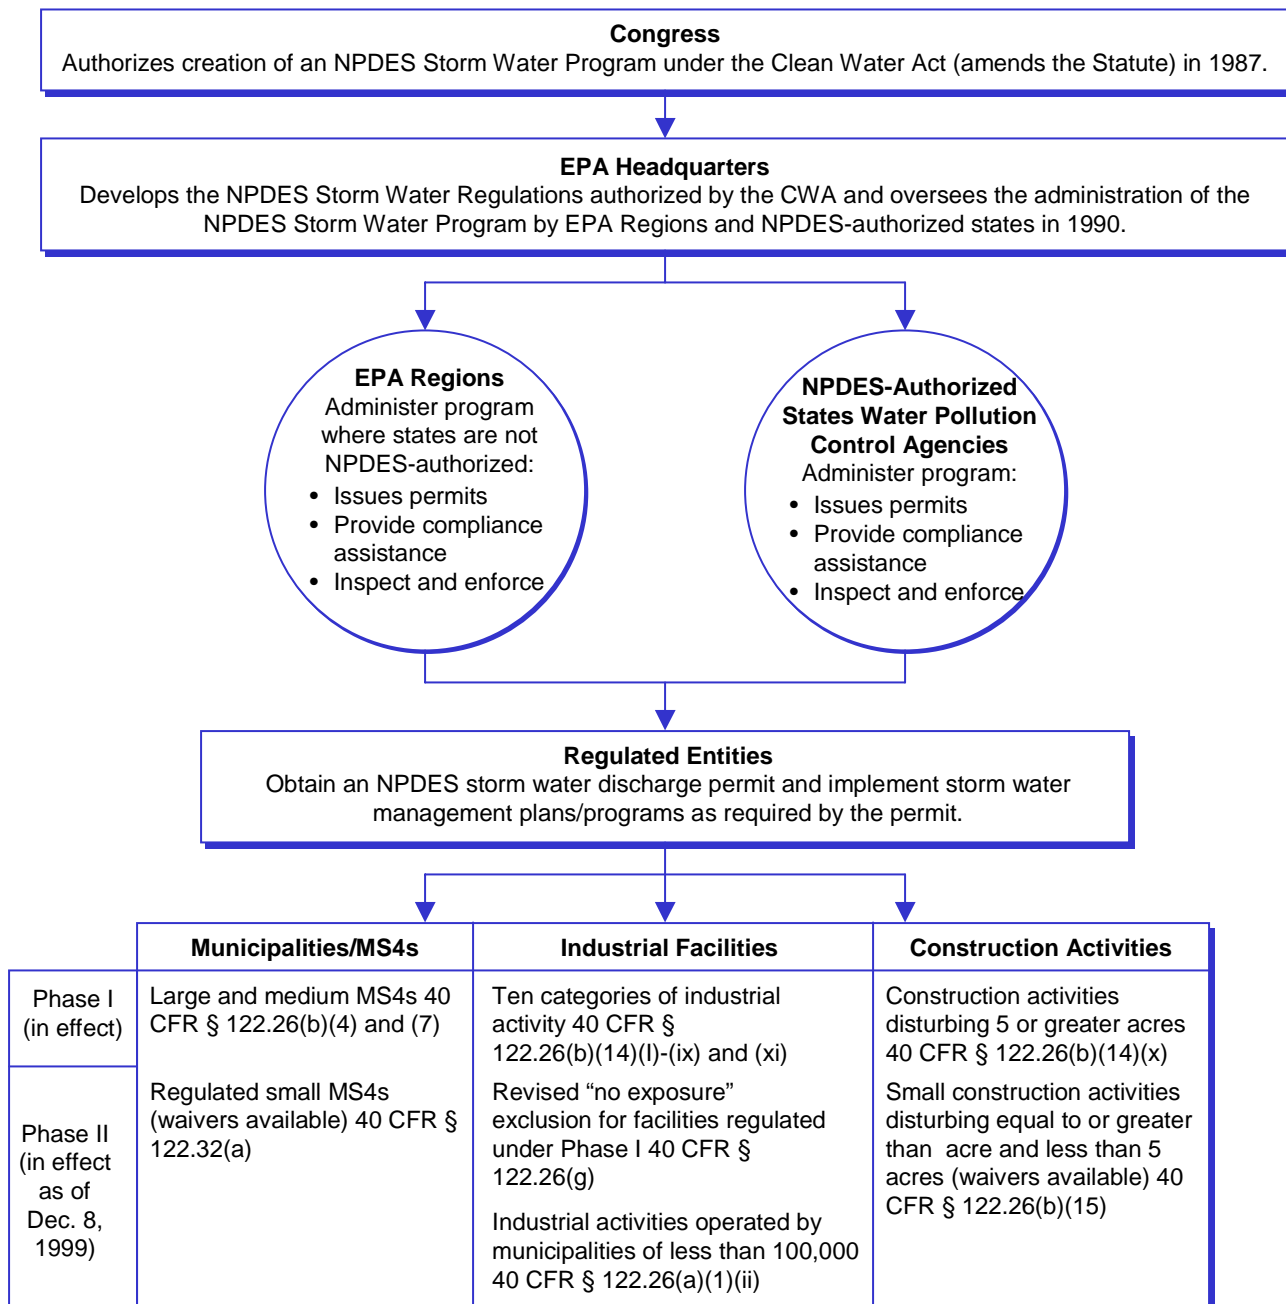 Congress
Authorizes creation of an NPDES Storm Water Program under the Clean Water Act (amends the Statute) in 1987.
EPA Headquarters
Develops the NPDES Storm Water Regulations authorized by the CWA and oversees the administration of the
NPDES Storm Water Program by EPA Regions and NPDES-authorized states in 1990.
EPA Regions
Administer program
where states are not
NPDES-authorized:
• Issues permits
• Provide compliance
assistance
• Inspect and enforce
NPDES-Authorized
States Water Pollution
Control Agencies
Administer program:
• Issues permits
• Provide compliance
assistance
• Inspect and enforce
Regulated Entities
Obtain an NPDES storm water discharge permit and implement storm water
management plans/programs as required by the permit.
Municipalities/MS4s
Industrial Facilities
Construction Activities
Phase I
(in effect)
Large and medium MS4s 40
CFR § 122.26(b)(4) and (7)
Ten categories of industrial
activity 40 CFR §
122.26(b)(14)(I)-(ix) and (xi)
Construction activities
disturbing 5 or greater acres
40 CFR § 122.26(b)(14)(x)
Phase II
(in effect
as of
Dec. 8,
1999)
Regulated small MS4s
(waivers available) 40 CFR §
122.32(a)
Revised “no exposure”
exclusion for facilities regulated
under Phase I 40 CFR §
122.26(g)
Industrial activities operated by
municipalities of less than 100,000
40 CFR § 122.26(a)(1)(ii)
Small construction activities
disturbing equal to or greater
than acre and less than 5
acres (waivers available) 40
CFR § 122.26(b)(15)